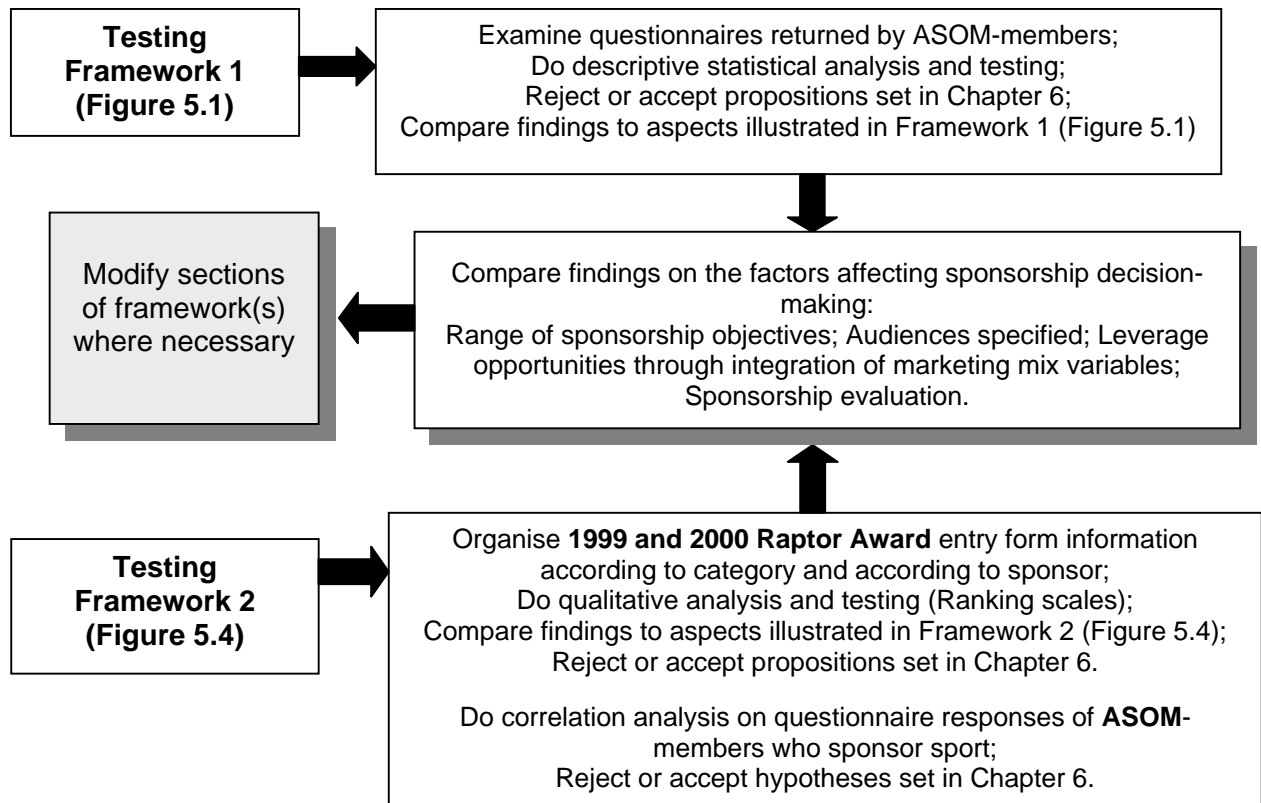 Testing
Framework 1
(Figure 5.1)
Examine questionnaires returned by ASOM-members;
Do descriptive statistical analysis and testing;
Reject or accept propositions set in Chapter 6;
Compare findings to aspects illustrated in Framework 1 (Figure 5.1)
Modify sections
of framework(s)
where necessary
Compare findings on the factors affecting sponsorship decision-
making:
Range of sponsorship objectives; Audiences specified; Leverage
opportunities through integration of marketing mix variables;
Sponsorship evaluation.
Testing
Framework 2
(Figure 5.4)
Organise 1999 and 2000 Raptor Award entry form information
according to category and according to sponsor;
Do qualitative analysis and testing (Ranking scales);
Compare findings to aspects illustrated in Framework 2 (Figure 5.4);
Reject or accept propositions set in Chapter 6.
Do correlation analysis on questionnaire responses of ASOM-
members who sponsor sport;
Reject or accept hypotheses set in Chapter 6.